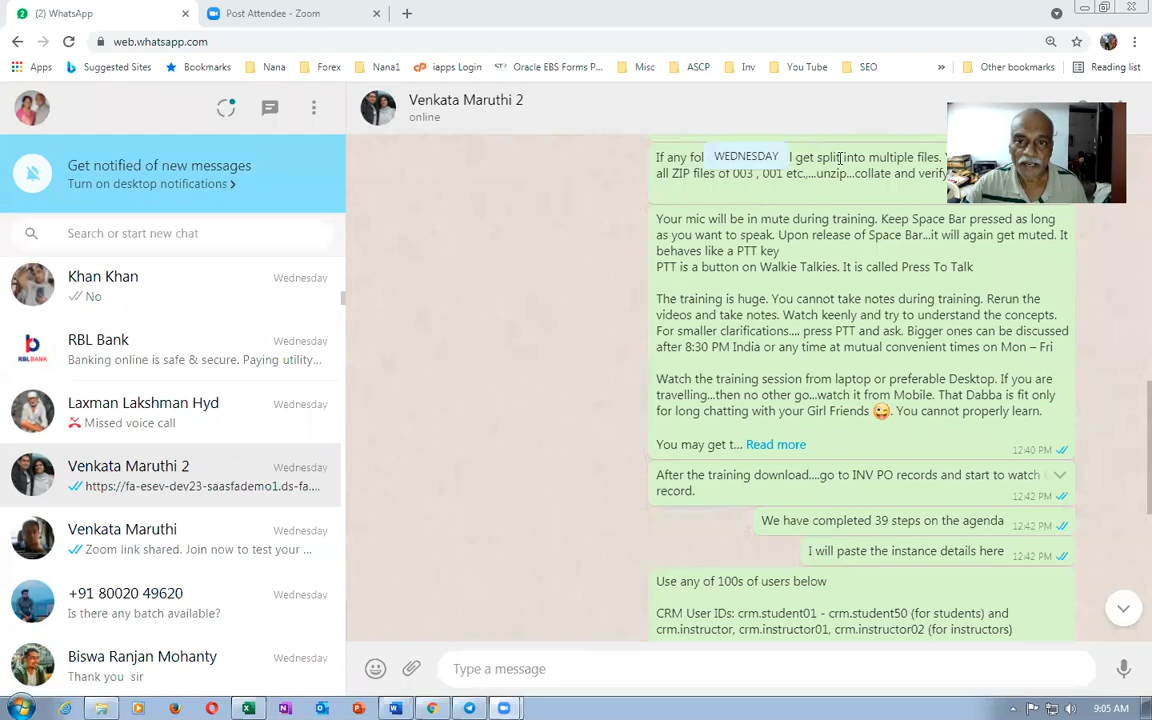 (2) WhatsApp
Post Attendee - Zoom
web.whatsapp.com
Apps
Suggested Sites
Bookmarks
Nana
Forex
Nana1
iapps Login
Oracle EBS Forms P...
Misc
ASCP
Inv
You Tube
SEO
»
Other bookmarks
Reading list
Venkata Maruthi 2
online
Get notified of new messages
Turn on desktop notifications
Search or start new chat
Khan Khan
Wednesday
No
RBL Bank
Wednesday
Banking online is safe & secure. Paying utility...
Laxman Lakshman Hyd
Wednesday
Missed voice call
Venkata Maruthi 2
Wednesday
https://fa-esev-dev23-saasfademo1.ds-fa....
Venkata Maruthi
Wednesday
Zoom link shared. Join now to test your ...
+91 80020 49620
Wednesday
Is there any batch available?
Biswa Ranjan Mohanty
Wednesday
Thank you sir
WEDNESDAY
If any fol l get split into multiple files.
all ZIP files of 003 , 001 etc.,...unzip...collate and verify
Your mic will be in mute during training. Keep Space Bar pressed as long
as you want to speak. Upon release of Space Bar...it will again get muted. It
behaves like a PTT key
PTT is a button on Walkie Talkies. It is called Press To Talk
The training is huge. You cannot take notes during training. Rerun the
videos and take notes. Watch keenly and try to understand the concepts.
For smaller clarifications.... press PTT and ask. Bigger ones can be discussed
after 8:30 PM India or any time at mutual convenient times on Mon – Fri
Watch the training session from laptop or preferable Desktop. If you are
travelling...then no other go...watch it from Mobile. That Dabba is fit only
for long chatting with your Girl Friends 😜. You cannot properly learn.
You may get t... Read more
12:40 PM
After the training download....go to INV PO records and start to watch
record.
12:42 PM
We have completed 39 steps on the agenda
12:42 PM
I will paste the instance details here
12:42 PM
Use any of 100s of users below
CRM User IDs: crm.student01 - crm.student50 (for students) and
crm.instructor, crm.instructor01, crm.instructor02 (for instructors)
Type a message
9:05 AM